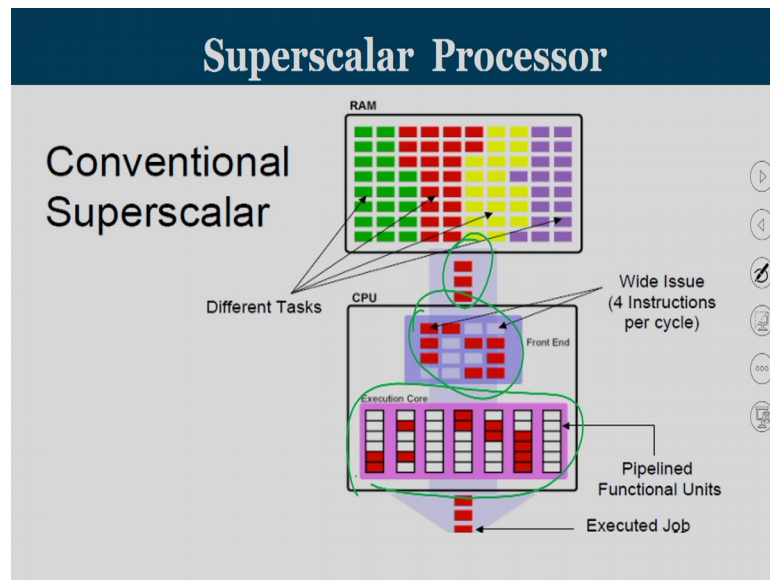 Superscalar Processor
RAM
Conventional
Superscalar
Different Tasks
CPU
Wide Issue
(4 Instructions
per cycle)
Front End
Execution Core
Pipelined
Functional Units
Executed Job